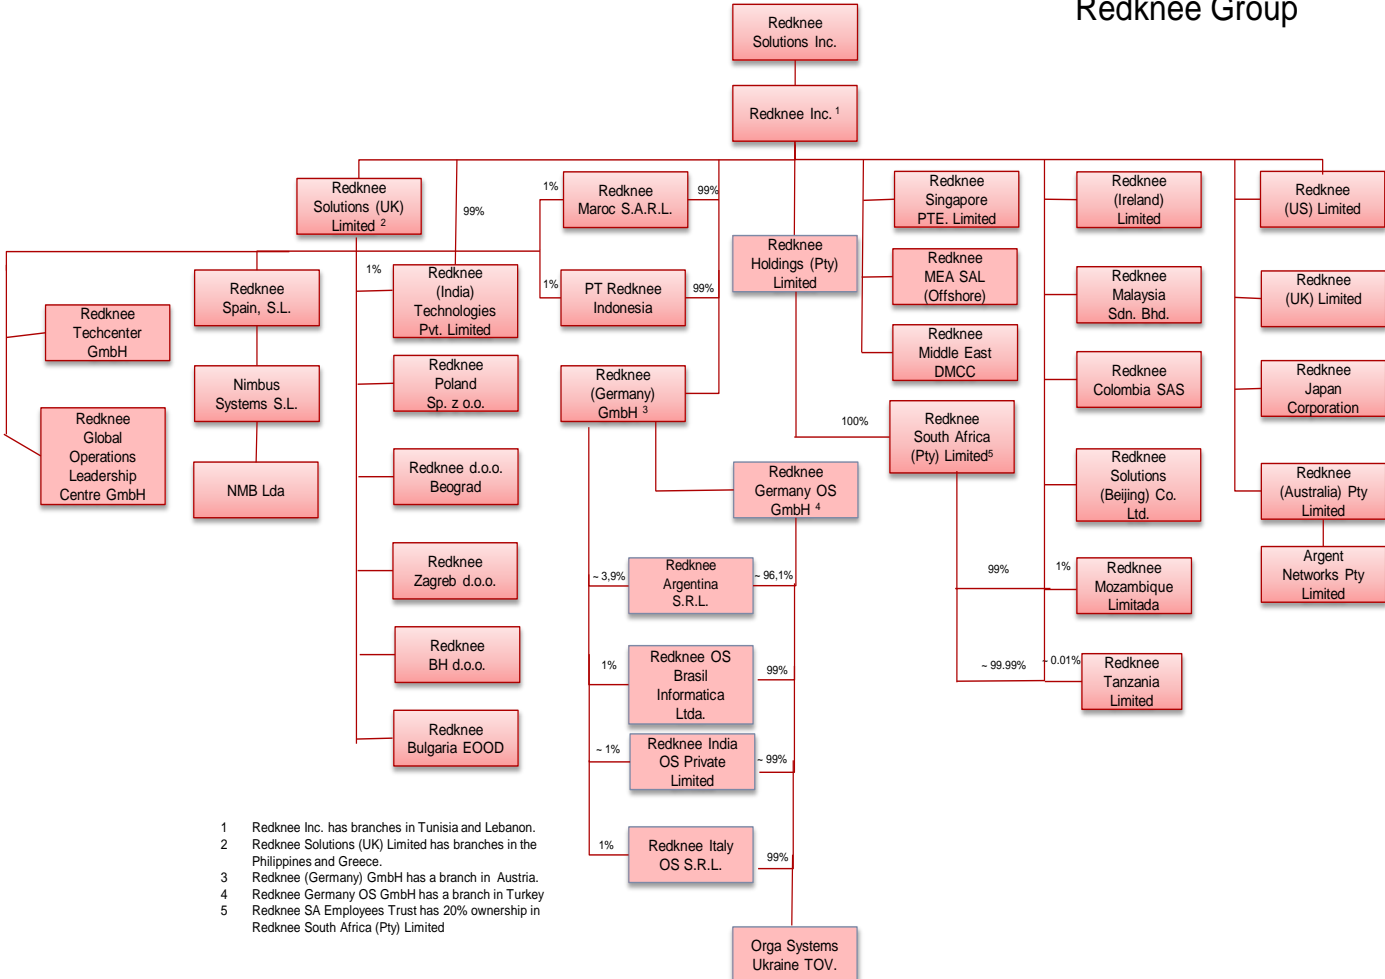 Redknee Group
Redknee
Solutions Inc.
Redknee Inc. 1
Redknee
Solutions (UK)
Limited 2
99%
1%
Redknee
Maroc S.A.R.L.
99%
Redknee
Singapore
PTE. Limited
Redknee
(Ireland)
Limited
Redknee
(US) Limited
Redknee
Holdings (Pty)
Limited
Redknee
MEA SAL
(Offshore)
Redknee
Spain, S.L.
1%
Redknee
(India)
Technologies
Pvt. Limited
1%
PT Redknee
Indonesia
99%
Redknee
Malaysia
Sdn. Bhd.
Redknee
(UK) Limited
Redknee
Techcenter
GmbH
Redknee
Middle East
DMCC
Nimbus
Systems S.L.
Redknee
Poland
Sp. z o.o.
Redknee
(Germany)
GmbH 3
Redknee
Colombia SAS
Redknee
Japan
Corporation
Redknee
Global
Operations
Leadership
Centre GmbH
100%
Redknee
South Africa
(Pty) Limited5
NMB Lda
Redknee d.o.o.
Beograd
Redknee
Germany OS
GmbH 4
Redknee
Solutions
(Beijing) Co.
Ltd.
Redknee
(Australia) Pty
Limited
Redknee
Zagreb d.o.o.
~ 3,9%
Redknee
Argentina
S.R.L.
~ 96,1%
99%
1%
Redknee
Mozambique
Limitada
Argent
Networks Pty
Limited
Redknee
BH d.o.o.
1%
Redknee OS
Brasil
Informatica
Ltda.
99%
~ 99.99%
~ 0.01%
Redknee
Tanzania
Limited
Redknee
Bulgaria EOOD
~ 1%
Redknee India
OS Private
Limited
~ 99%
1%
Redknee Italy
OS S.R.L.
99%
Orga Systems
Ukraine TOV.
1 Redknee Inc. has branches in Tunisia and Lebanon.
2 Redknee Solutions (UK) Limited has branches in the
Philippines and Greece.
3 Redknee (Germany) GmbH has a branch in Austria.
4 Redknee Germany OS GmbH has a branch in Turkey
5 Redknee SA Employees Trust has 20% ownership in
Redknee South Africa (Pty) Limited